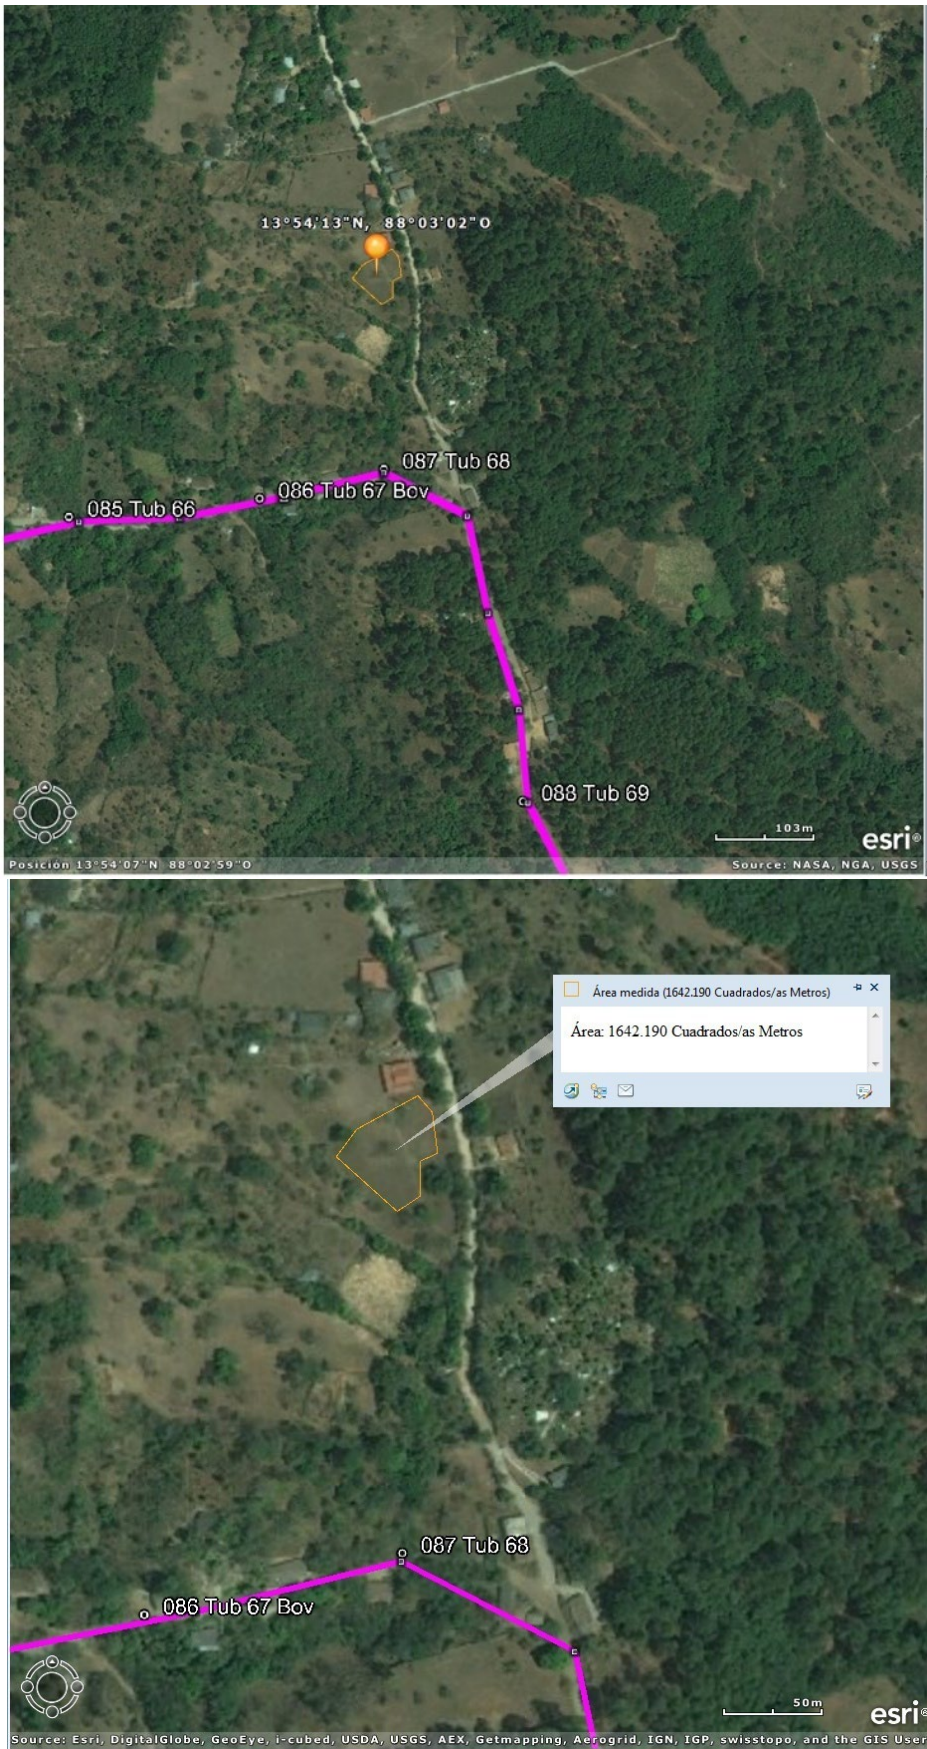 13°54'13"N, 88°03'02"O
087 Tub 68
086 Tub 67 Bov
085 Tub 66
088 Tub 69
103m
esri®
Posición 13°54'07"N 88°02'59"O
Source: NASA, NGA, USGS
Área medida (1642.190 Cuadrados/as Metros)
Área: 1642.190 Cuadrados/as Metros
087 Tub 68
086 Tub 67 Bov
50m
esri®
Source: Esri, DigitalGlobe, GeoEye, i-cubed, USDA, USGS, AEX, Getmapping, Aerogrid, IGN, IGP, swisstopo, and the GIS User